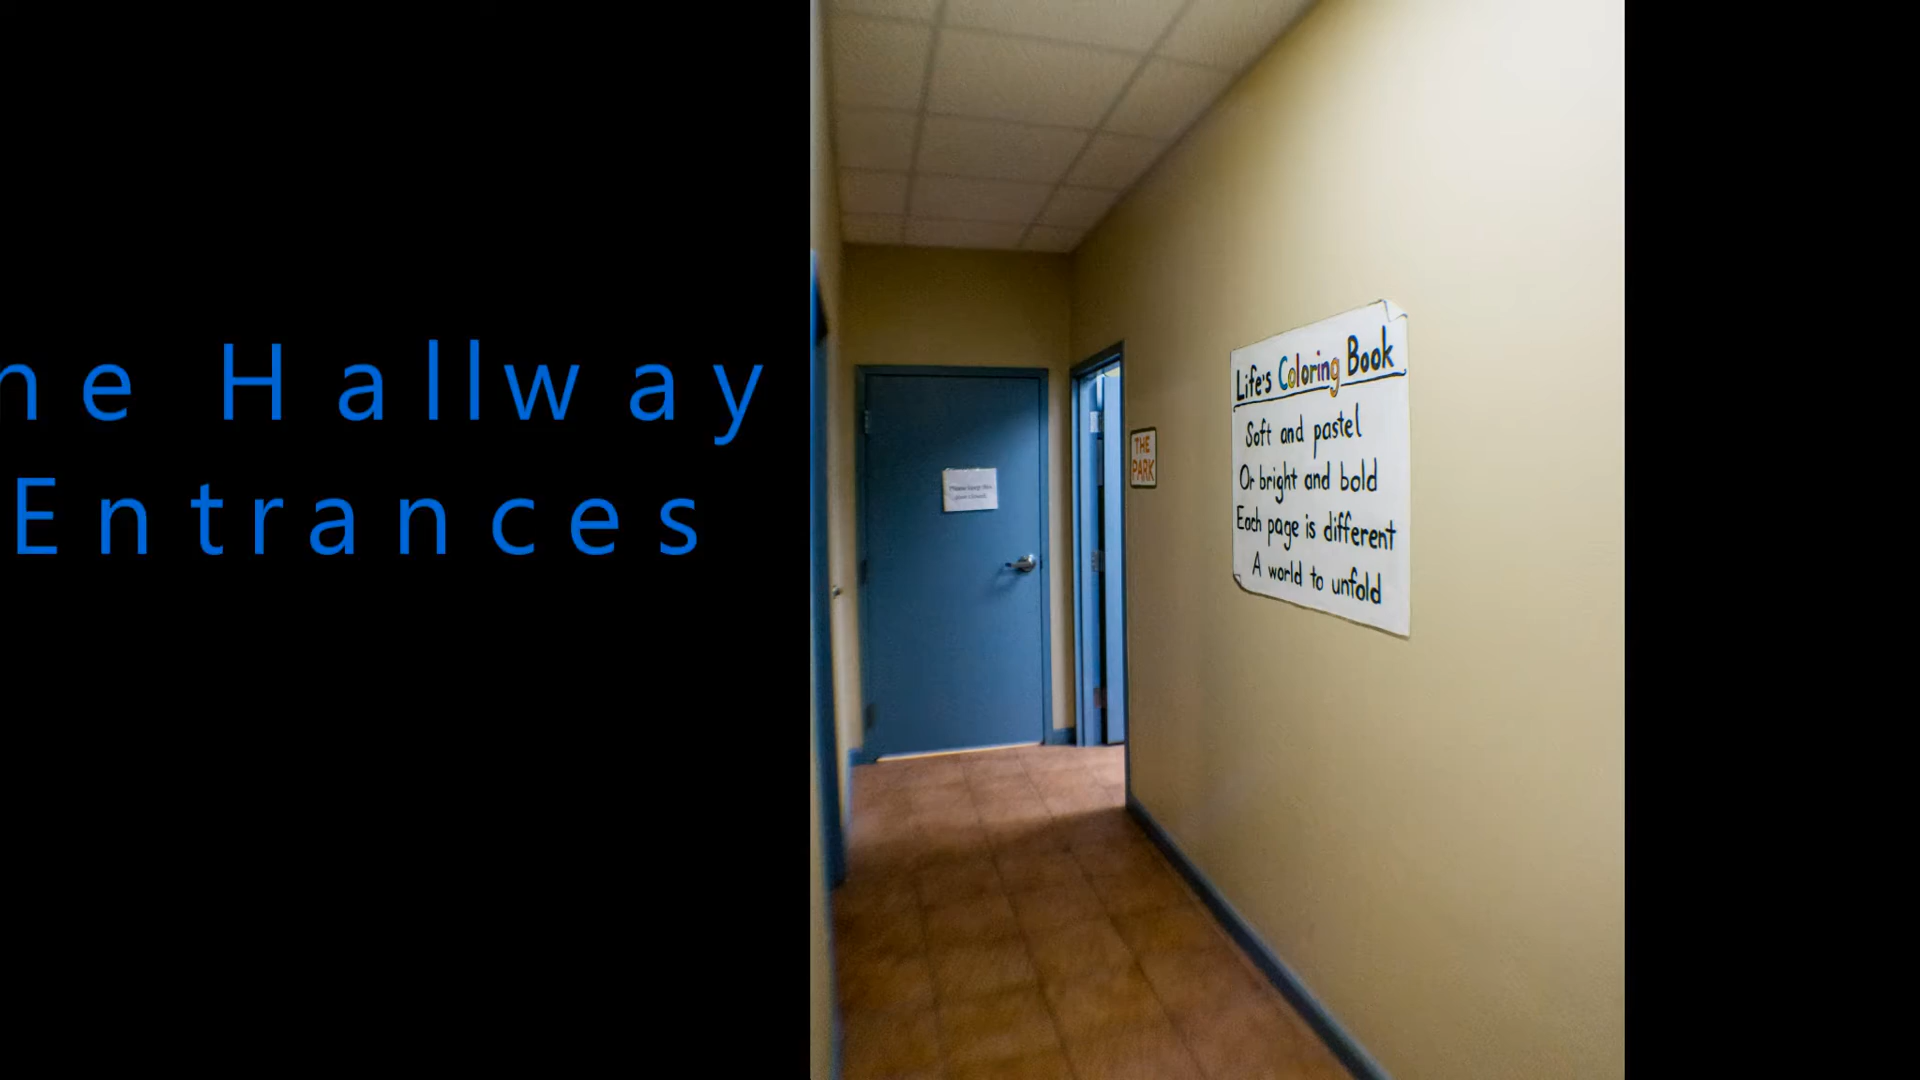 ne Hallway
Entrances
THE
PARK
Life's Coloring Book
Soft and pastel
Or bright and bold
Each page is different
A world to unfold